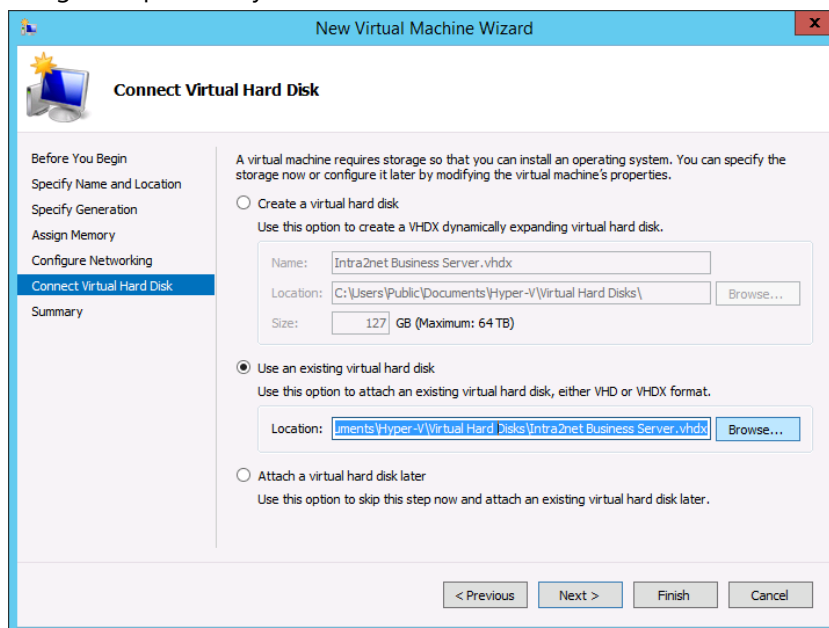 New Virtual Machine Wizard
x
Connect Virtual Hard Disk
Before You Begin
Specify Name and Location
Specify Generation
Assign Memory
Configure Networking
Connect Virtual Hard Disk
Summary
A virtual machine requires storage so that you can install an operating system. You can specify the
storage now or configure it later by modifying the virtual machine's properties.
Create a virtual hard disk
Use this option to create a VHDX dynamically expanding virtual hard disk.
Name: Intra2net Business Server.vhdx
Location: C:\Users\Public\Documents\Hyper-V\Virtual Hard Disks\ Browse...
Size: 127 GB (Maximum: 64 TB)
Use an existing virtual hard disk
Use this option to attach an existing virtual hard disk, either VHD or VHDX format.
Location: uments\Hyper-V\Virtual Hard Disks\Intra2net Business Server.vhdx Browse...
Attach a virtual hard disk later
Use this option to skip this step now and attach an existing virtual hard disk later.
< Previous Next > Finish Cancel